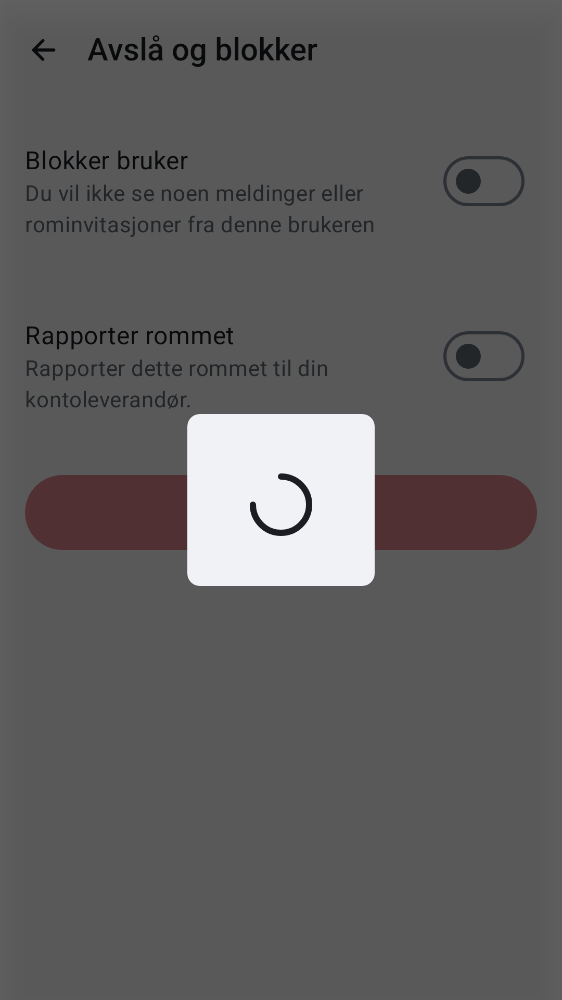 Avslå og blokker
Blokker bruker
Du vil ikke se noen meldinger eller
rominvitasjoner fra denne brukeren
Rapporter rommet
Rapporter dette rommet til din
kontoleverandør.